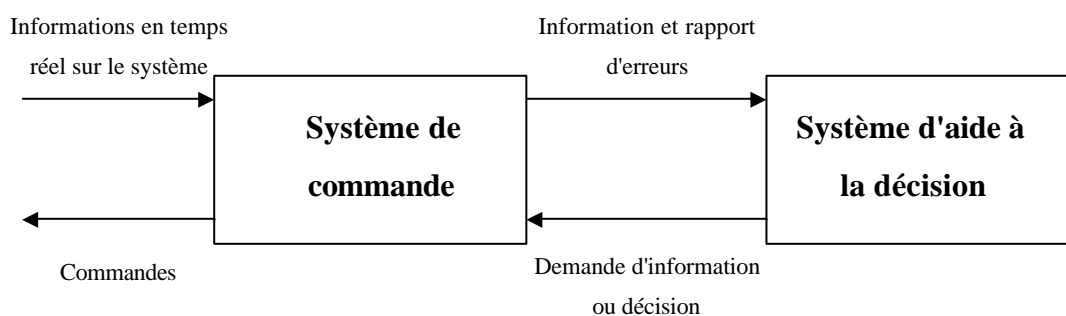 Informations en temps
réel sur le système
Information et rapport
d'erreurs
Système de
commande
Système d'aide à
la décision
Commandes
Demande d'information
ou décision